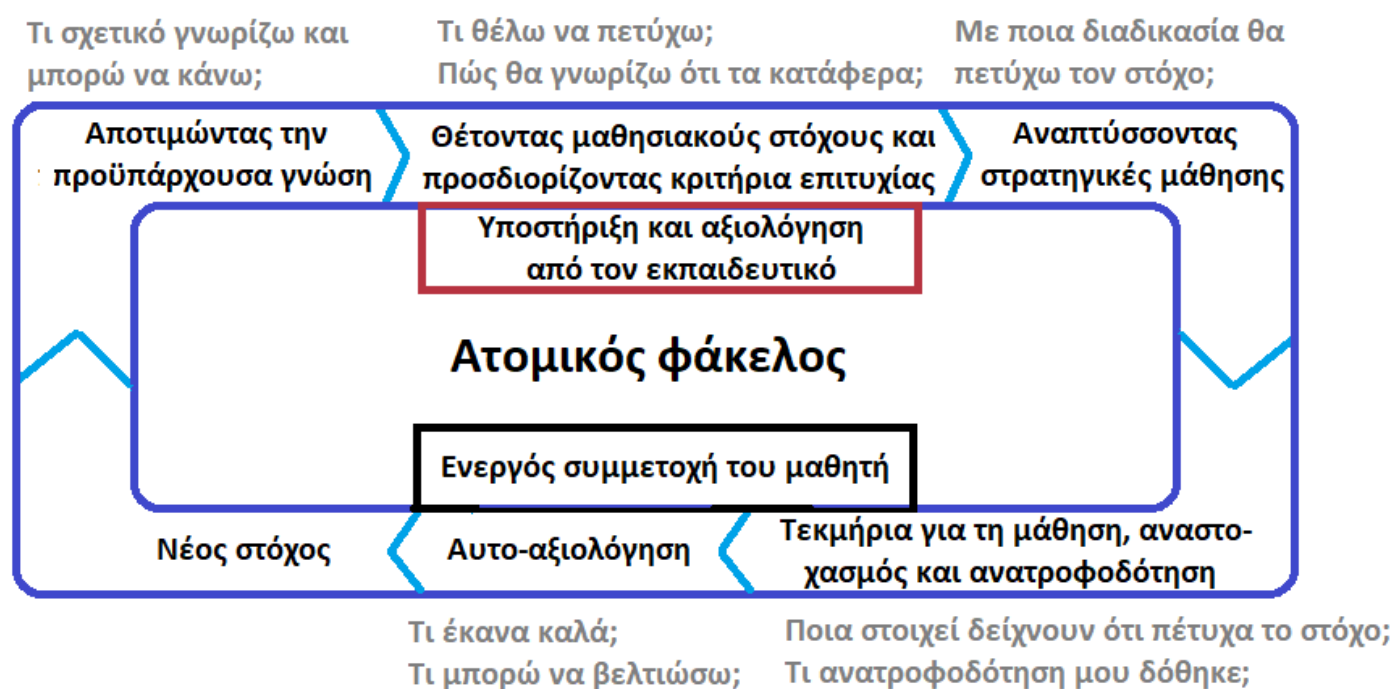 Τι σχετικό γνωρίζω και
μπορώ να κάνω;
Τι θέλω να πετύχω;
Πώς θα γνωρίζω ότι τα κατάφερα;
Με ποια διαδικασία θα
πετύχω τον στόχο;
Αποτιμώντας την
προϋπάρχουσα γνώση
Θέτοντας μαθησιακούς στόχους και
προσδιορίζοντας κριτήρια επιτυχίας
Αναπτύσσοντας
στρατηγικές μάθησης
Υποστήριξη και αξιολόγηση
από τον εκπαιδευτικό
Ατομικός φάκελος
Ενεργός συμμετοχή του μαθητή
Νέος στόχος
Αυτο-αξιολόγηση
Τεκμήρια για τη μάθηση, αναστο-
χασμός και ανατροφοδότηση
Τι έκανα καλά;
Τι μπορώ να βελτιώσω;
Ποια στοιχεί δείχνουν ότι πέτυχα το στόχο;
Τι ανατροφοδότηση μου δόθηκε;